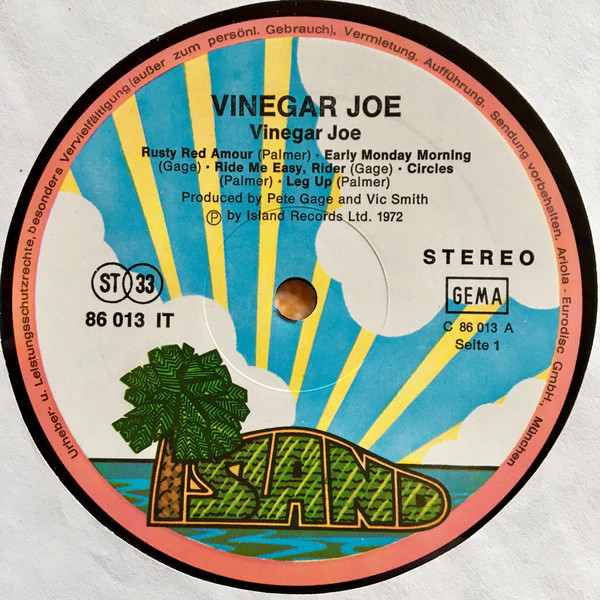 Urheber- u. Leistungsschutzrechte, besonders Vervielfältigung (außer zum persönl. Gebrauch), Vermietung, Aufführung, Sendung vorbehalten. Ariola - Eurodisc GmbH., München
VINEGAR JOE
Vinegar Joe
Rusty Red Amour (Palmer) · Early Monday Morning
(Gage) · Ride Me Easy, Rider (Gage) · Circles
(Palmer) · Leg Up (Palmer)
Produced by Pete Gage and Vic Smith
Ⓟ by Island Records Ltd. 1972
STEREO
ST 33
GEMA
86 013 IT
C 86 013 A
Seite 1
ISLAND